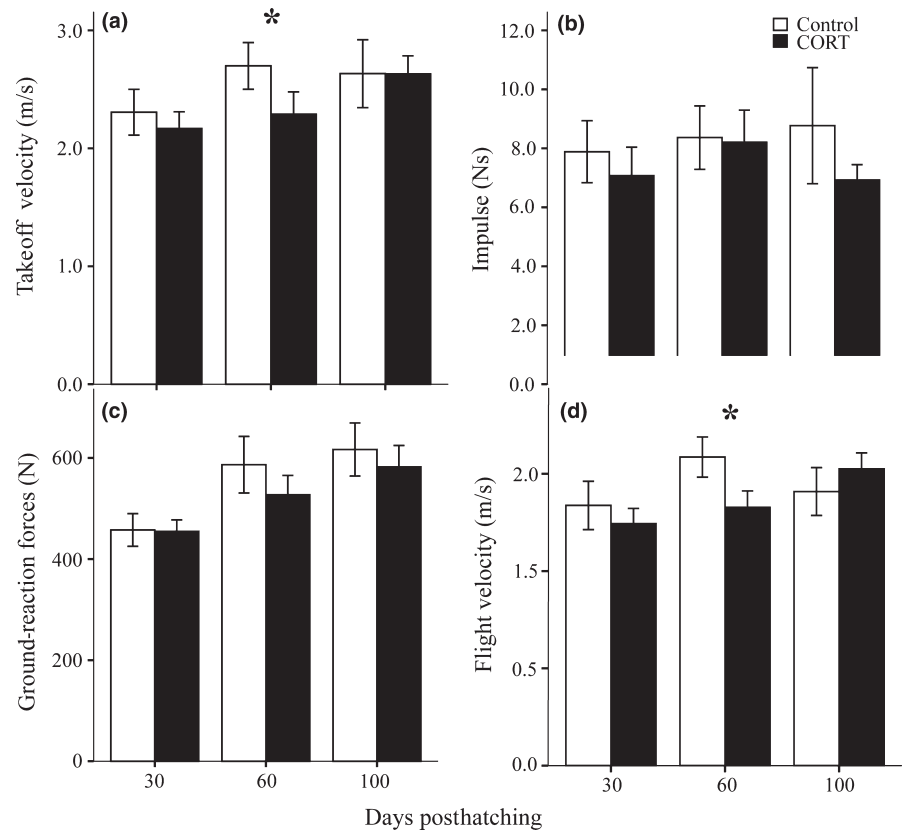 (a)
*
3.0
2.0
1.0
0.0
Takeoff velocity (m/s)
(b)
Control
CORT
12.0
10.0
8.0
6.0
4.0
2.0
0.0
Impulse (Ns)
(c)
600
400
200
0
Ground-reaction forces (N)
30 60 100
(d)
*
2.0
1.5
0.5
0.0
Flight velocity (m/s)
30 60 100
Days posthatching